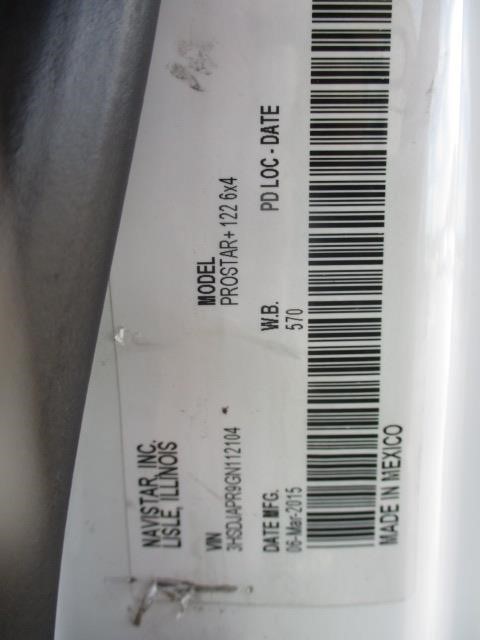 NAVISTAR, INC.
LISLE, ILLINOIS
VIN
3HSDJAPR9GN112104
MODEL
PROSTAR+ 122 6x4
DATE MFG.
06-Mar-2015
W.B.
570
PD LOC - DATE
MADE IN MEXICO